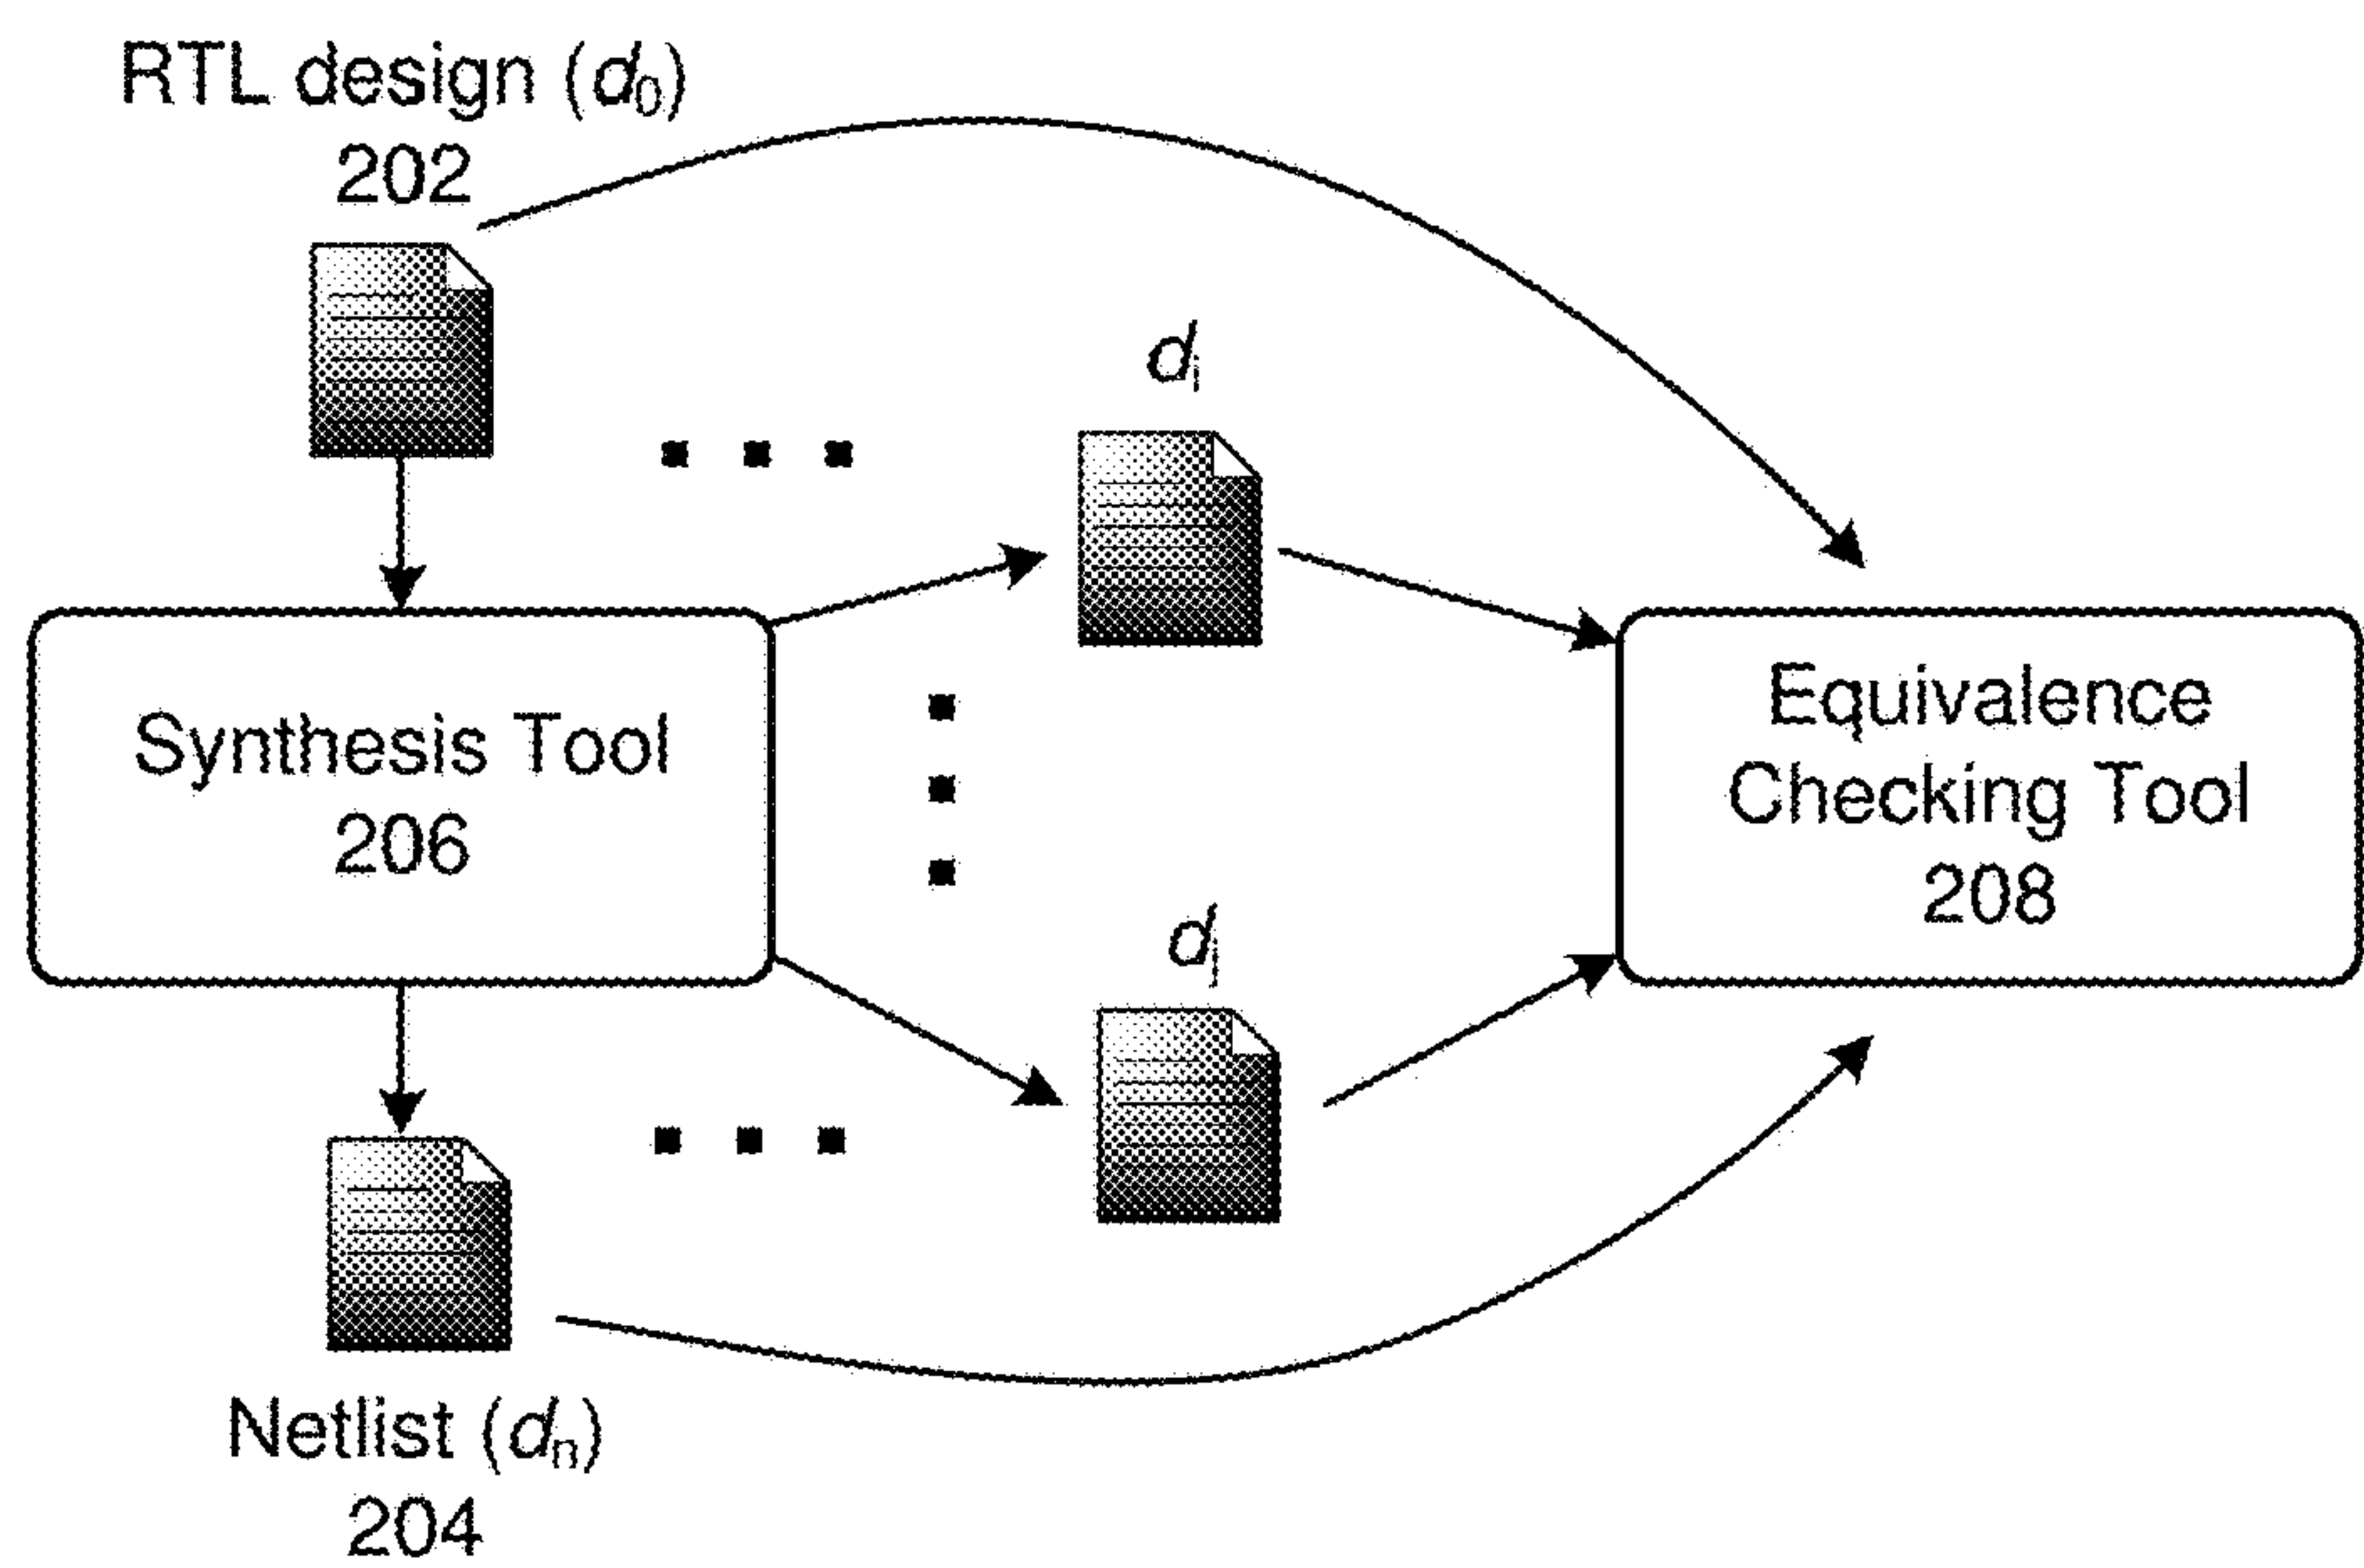 RTL design (d₀)
202
dᵢ
Synthesis Tool
206
Equivalence
Checking Tool
208
dⱼ
Netlist (dₙ)
204